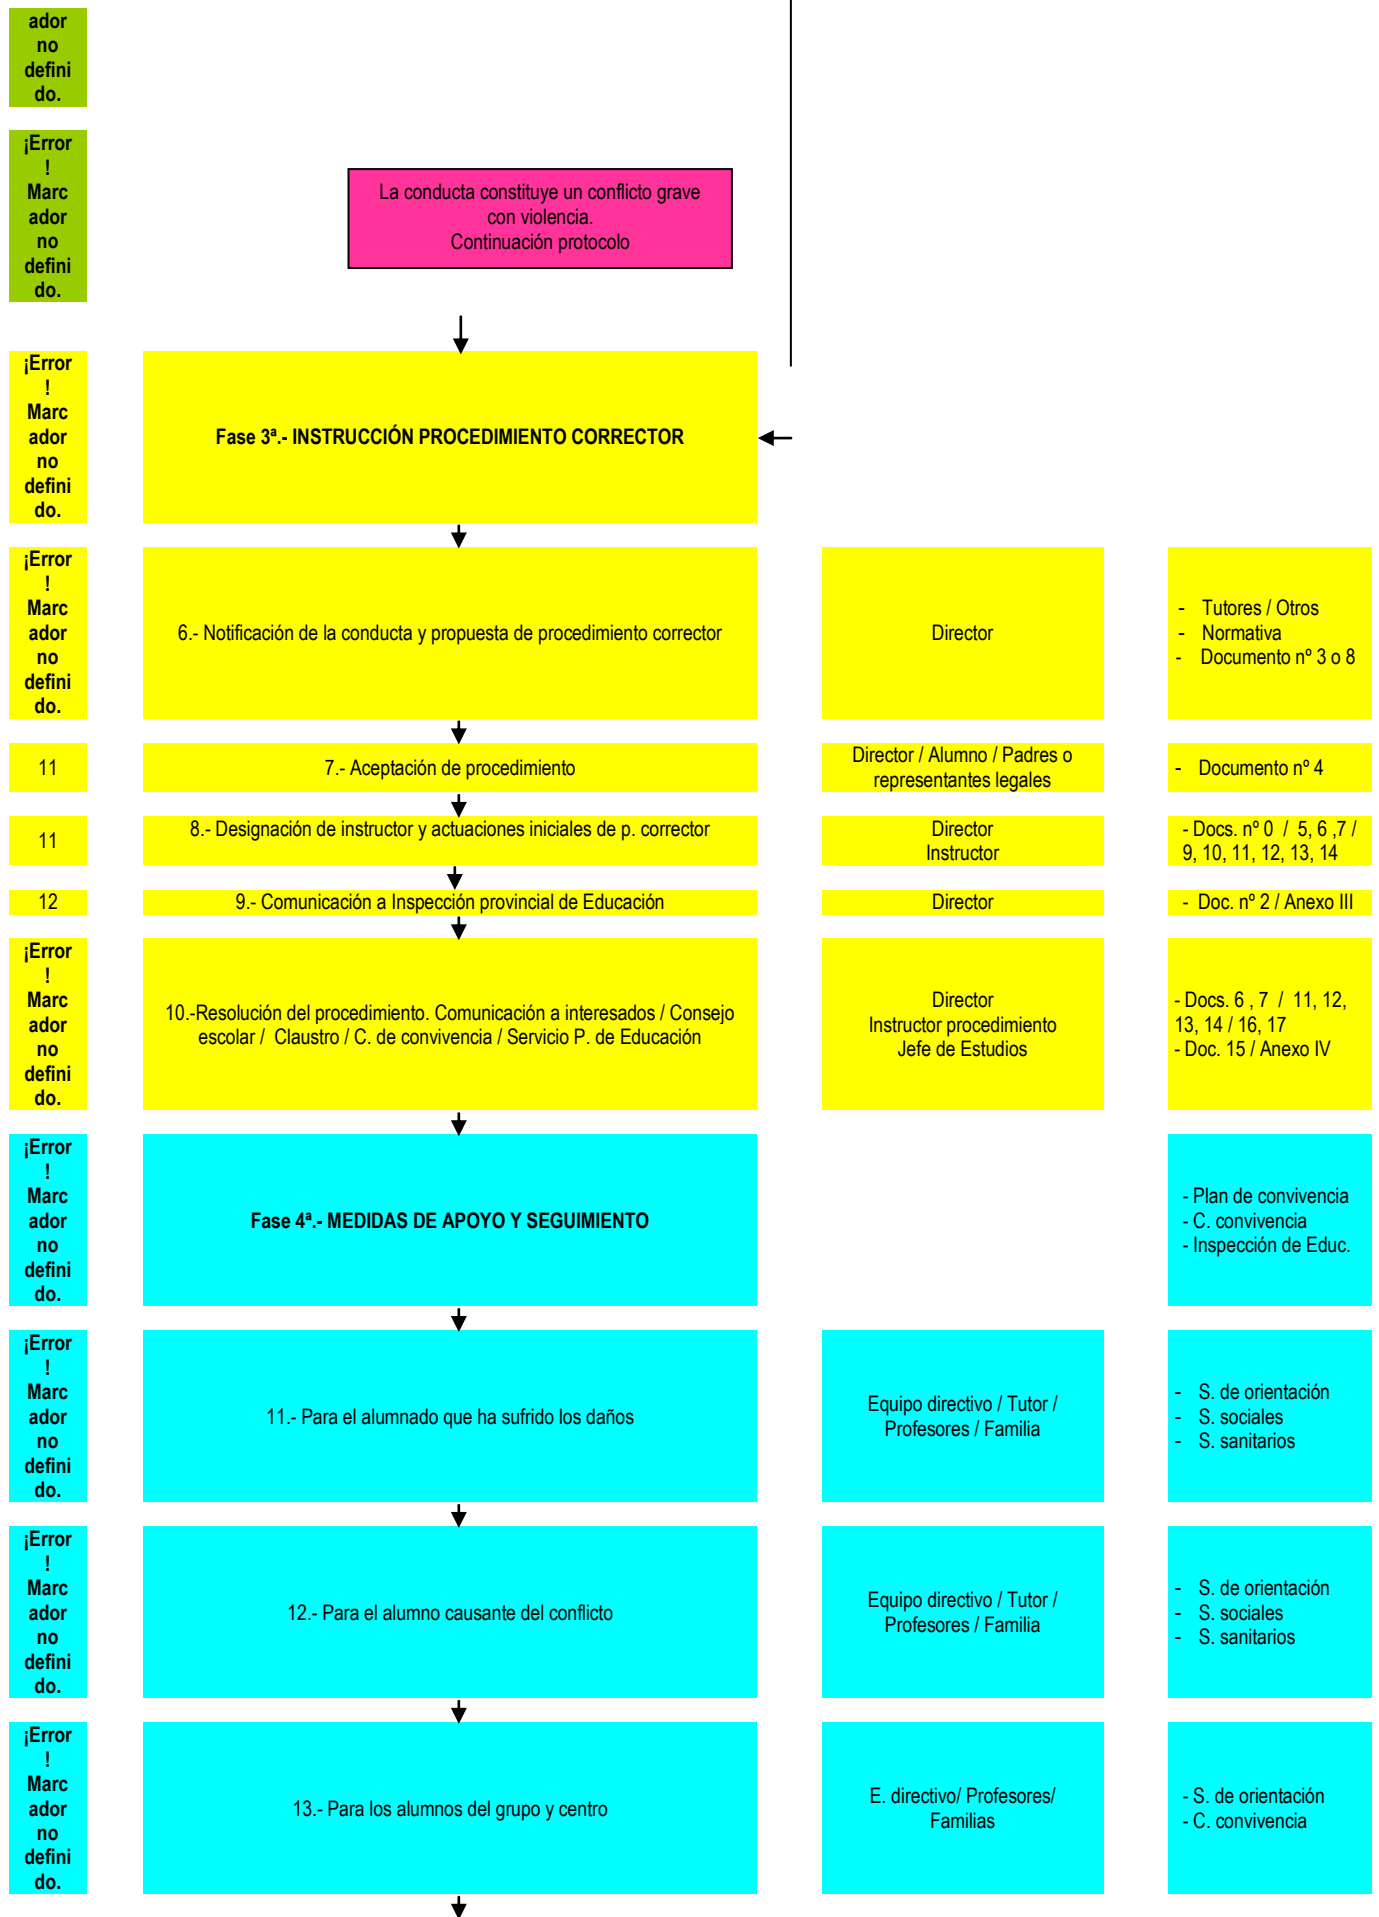 ador
no
defini
do.
¡Error
!
Marc
ador
no
defini
do.
La conducta constituye un conflicto grave
con violencia.
Continuación protocolo
¡Error
!
Marc
ador
no
defini
do.
Fase 3ª.- INSTRUCCIÓN PROCEDIMIENTO CORRECTOR
¡Error
!
Marc
ador
no
defini
do.
6.- Notificación de la conducta y propuesta de procedimiento corrector
Director
- Tutores / Otros
- Normativa
- Documento nº 3 o 8
11
7.- Aceptación de procedimiento
Director / Alumno / Padres o
representantes legales
- Documento nº 4
11
8.- Designación de instructor y actuaciones iniciales de p. corrector
Director
Instructor
- Docs. nº 0 / 5, 6 ,7 /
9, 10, 11, 12, 13, 14
12
9.- Comunicación a Inspección provincial de Educación
Director
- Doc. nº 2 / Anexo III
¡Error
!
Marc
ador
no
defini
do.
10.-Resolución del procedimiento. Comunicación a interesados / Consejo
escolar / Claustro / C. de convivencia / Servicio P. de Educación
Director
Instructor procedimiento
Jefe de Estudios
- Docs. 6 , 7 / 11, 12,
13, 14 / 16, 17
- Doc. 15 / Anexo IV
¡Error
!
Marc
ador
no
defini
do.
Fase 4ª.- MEDIDAS DE APOYO Y SEGUIMIENTO
- Plan de convivencia
- C. convivencia
- Inspección de Educ.
¡Error
!
Marc
ador
no
defini
do.
11.- Para el alumnado que ha sufrido los daños
Equipo directivo / Tutor /
Profesores / Familia
- S. de orientación
- S. sociales
- S. sanitarios
¡Error
!
Marc
ador
no
defini
do.
12.- Para el alumno causante del conflicto
Equipo directivo / Tutor /
Profesores / Familia
- S. de orientación
- S. sociales
- S. sanitarios
¡Error
!
Marc
ador
no
defini
do.
13.- Para los alumnos del grupo y centro
E. directivo/ Profesores/
Familias
- S. de orientación
- C. convivencia